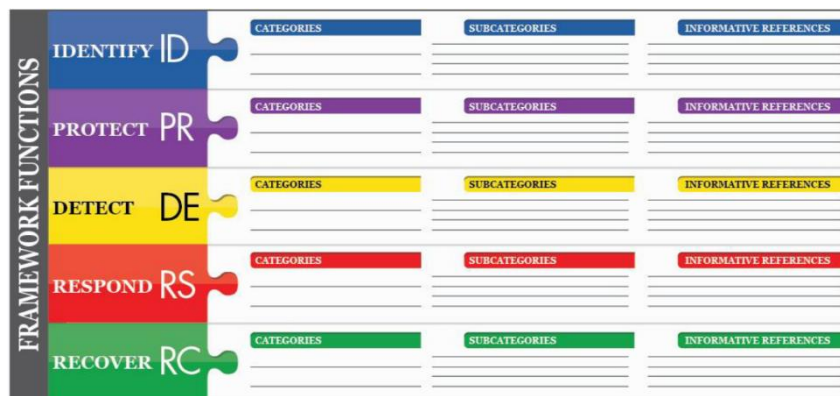 FRAMEWORK FUNCTIONS
IDENTIFY ID
CATEGORIES SUBCATEGORIES INFORMATIVE REFERENCES
PROTECT PR
CATEGORIES SUBCATEGORIES INFORMATIVE REFERENCES
DETECT DE
CATEGORIES SUBCATEGORIES INFORMATIVE REFERENCES
RESPOND RS
CATEGORIES SUBCATEGORIES INFORMATIVE REFERENCES
RECOVER RC
CATEGORIES SUBCATEGORIES INFORMATIVE REFERENCES